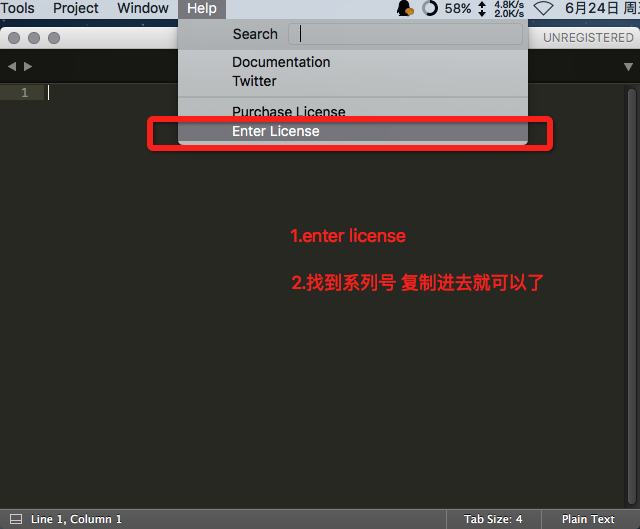 Tools Project Window Help 58% 4.8K/s 2.0K/s 6月24日 周五
Search UNREGISTERED
Documentation
Twitter
Purchase License
1
Enter License
1.enter license
2.找到系列号 复制进去就可以了
Line 1, Column 1 Tab Size: 4 Plain Text